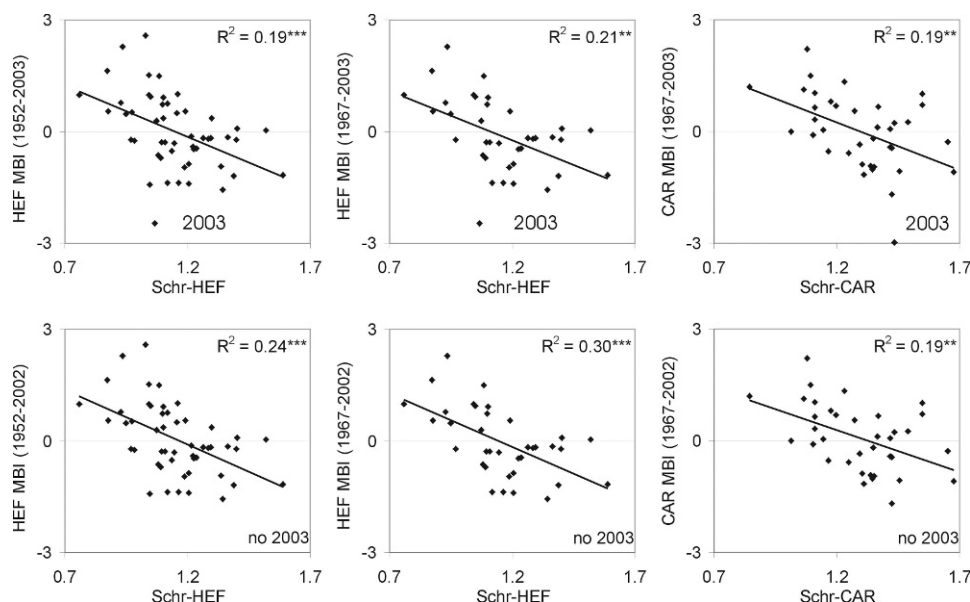 3
R² = 0.19***
HEF MBI (1952-2003)
0
2003
-3
0.7
1.2
1.7
Schr-HEF
3
R² = 0.21**
HEF MBI (1967-2003)
0
2003
-3
0.7
1.2
1.7
Schr-HEF
3
R² = 0.19**
CAR MBI (1967-2003)
0
2003
-3
0.7
1.2
1.7
Schr-CAR
3
R² = 0.24***
HEF MBI (1952-2002)
0
no 2003
-3
0.7
1.2
1.7
Schr-HEF
3
R² = 0.30***
HEF MBI (1967-2002)
0
no 2003
-3
0.7
1.2
1.7
Schr-HEF
3
R² = 0.19**
CAR MBI (1967-2002)
0
no 2003
-3
0.7
1.2
1.7
Schr-CAR